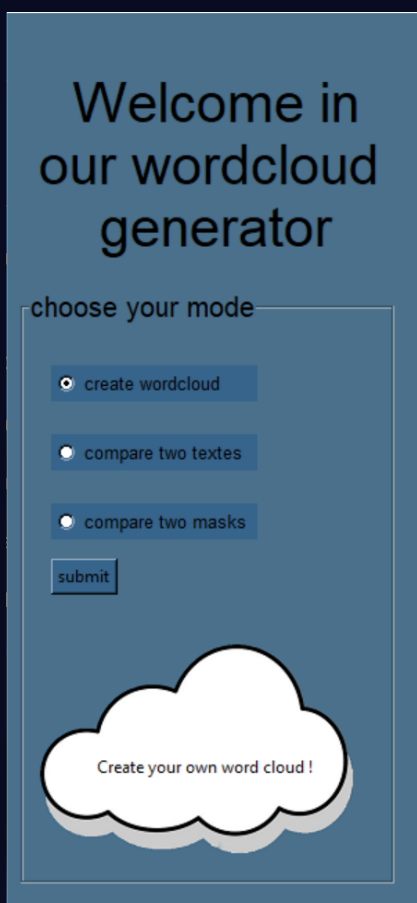 Welcome in
our wordcloud
generator
choose your mode
create wordcloud
compare two textes
compare two masks
submit
Create your own word cloud !